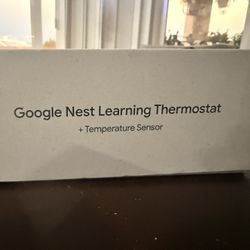 Google Nest Learning Thermostat
+ Temperature Sensor